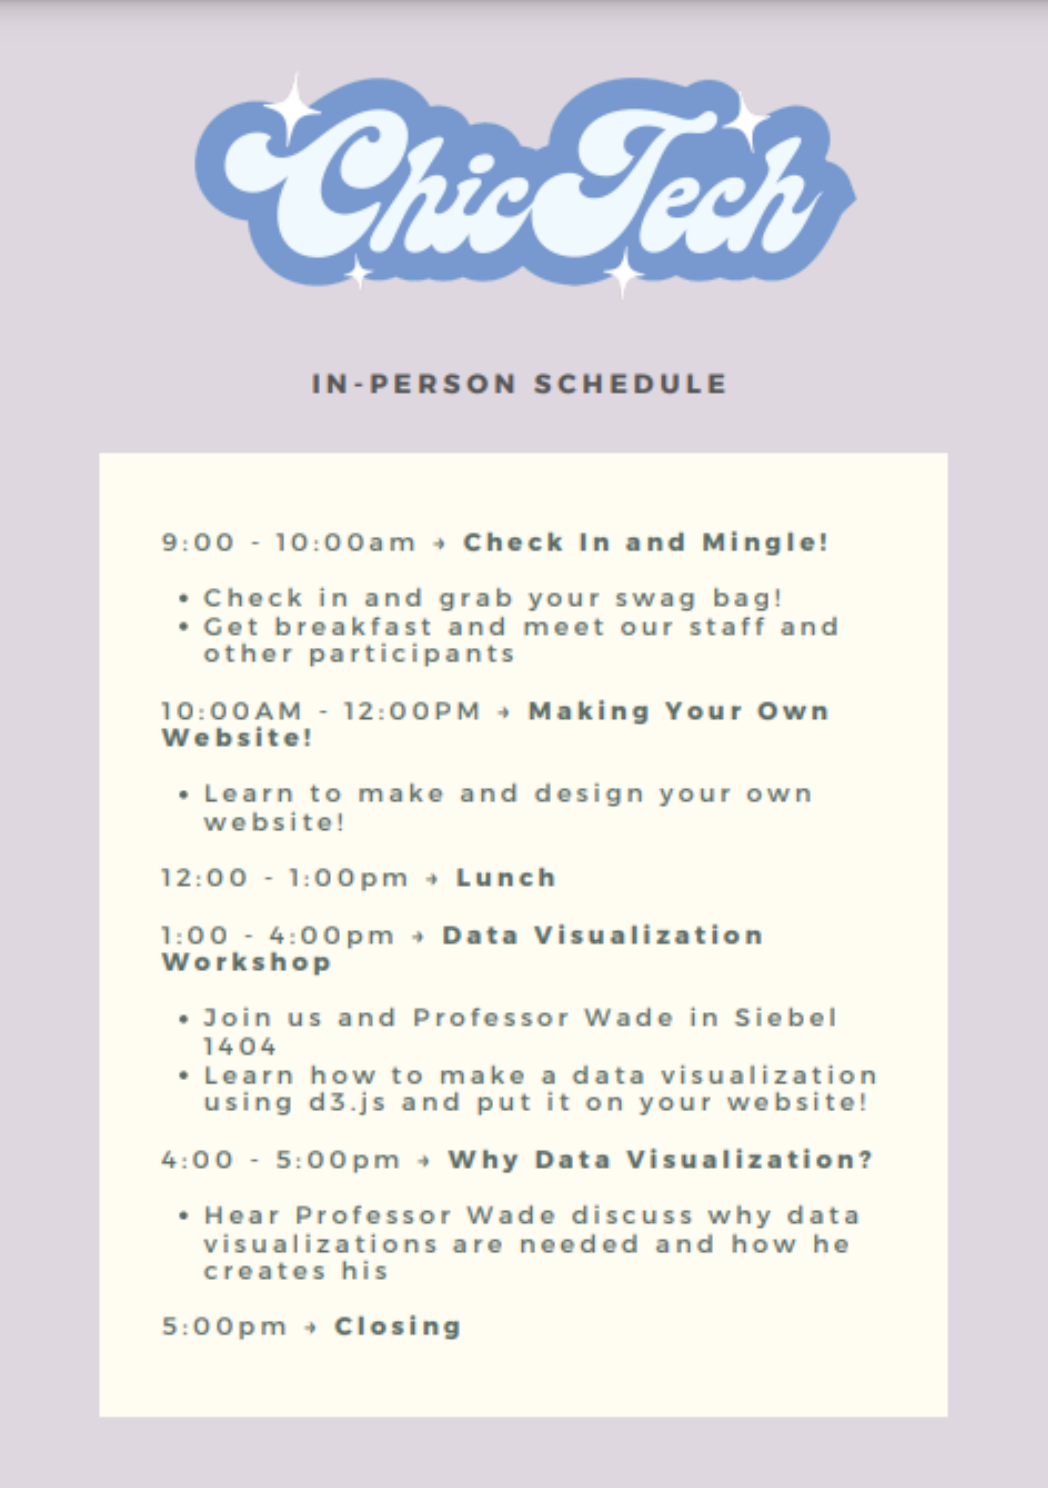 ChicTech
IN-PERSON SCHEDULE
9:00 - 10:00am → Check In and Mingle!
• Check in and grab your swag bag!
• Get breakfast and meet our staff and
other participants
10:00AM - 12:00PM → Making Your Own
Website!
• Learn to make and design your own
website!
12:00 - 1:00pm → Lunch
1:00 - 4:00pm → Data Visualization
Workshop
• Join us and Professor Wade in Siebel
1404
• Learn how to make a data visualization
using d3.js and put it on your website!
4:00 - 5:00pm → Why Data Visualization?
• Hear Professor Wade discuss why data
visualizations are needed and how he
creates his
5:00pm → Closing